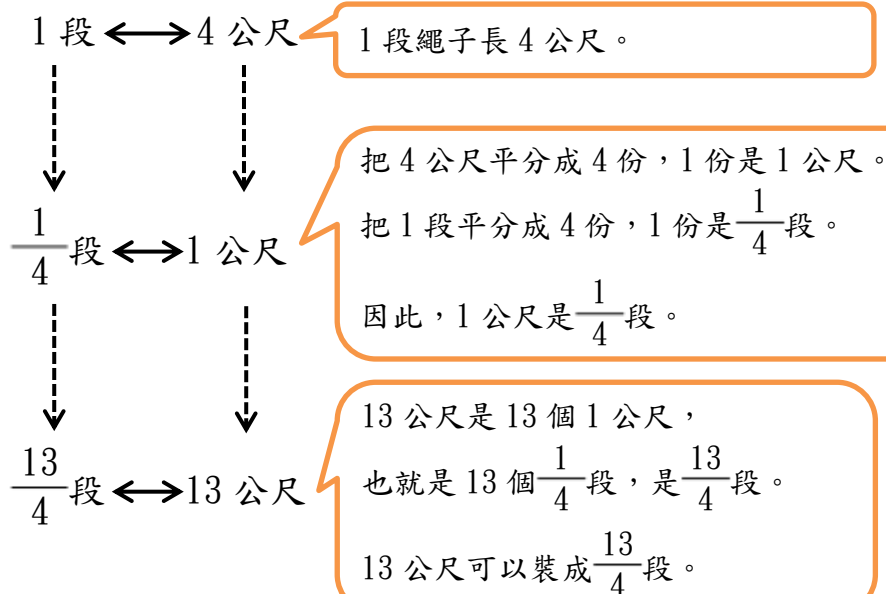 1 段 ⟷ 4 公尺
1 段繩子長 4 公尺。
1/4 段 ⟷ 1 公尺
把 4 公尺平分成 4 份，1 份是 1 公尺。
把 1 段平分成 4 份，1 份是 1/4 段。
因此，1 公尺是 1/4 段。
13/4 段 ⟷ 13 公尺
13 公尺是 13 個 1 公尺，
也就是 13 個 1/4 段，是 13/4 段。
13 公尺可以裝成 13/4 段。